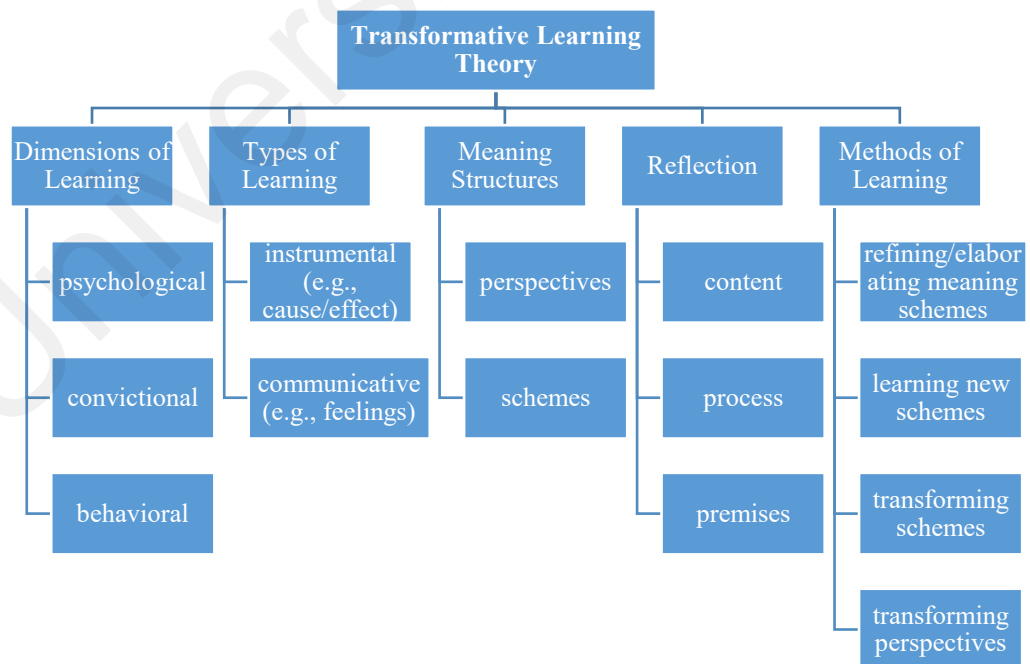 Transformative Learning
Theory
Dimensions of
Learning
psychological
convictional
behavioral
Types of
Learning
instrumental
(e.g.,
cause/effect)
communicative
(e.g., feelings)
Meaning
Structures
perspectives
schemes
Reflection
content
process
premises
Methods of
Learning
refining/elabor
ating meaning
schemes
learning new
schemes
transforming
schemes
transforming
perspectives
Univers